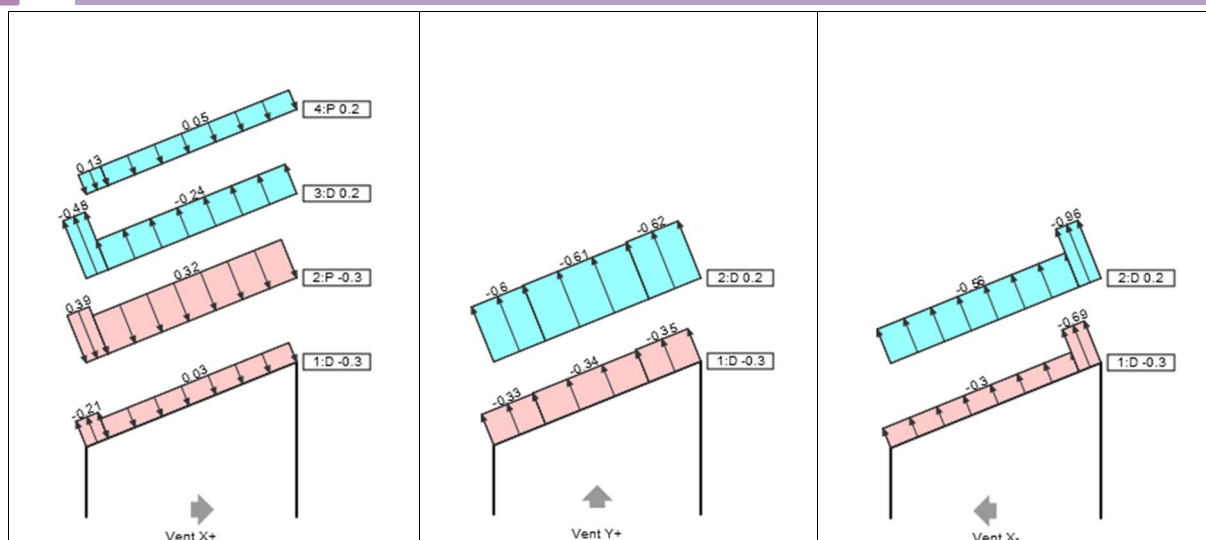 4:P 0.2
0.05
0.13
3:D 0.2
-0.24
-0.48
2:P -0.3
0.32
0.39
1:D -0.3
0.03
-0.21
Vent X+
2:D 0.2
-0.62
-0.61
-0.6
1:D -0.3
-0.35
-0.34
-0.33
Vent Y+
-0.96
2:D 0.2
-0.56
-0.69
1:D -0.3
-0.3
Vent X-